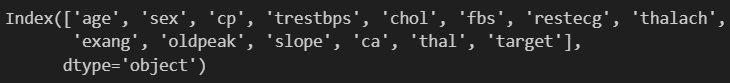 Index(['age', 'sex', 'cp', 'trestbps', 'chol', 'fbs', 'restecg', 'thalach',
'exang', 'oldpeak', 'slope', 'ca', 'thal', 'target'],
dtype='object')